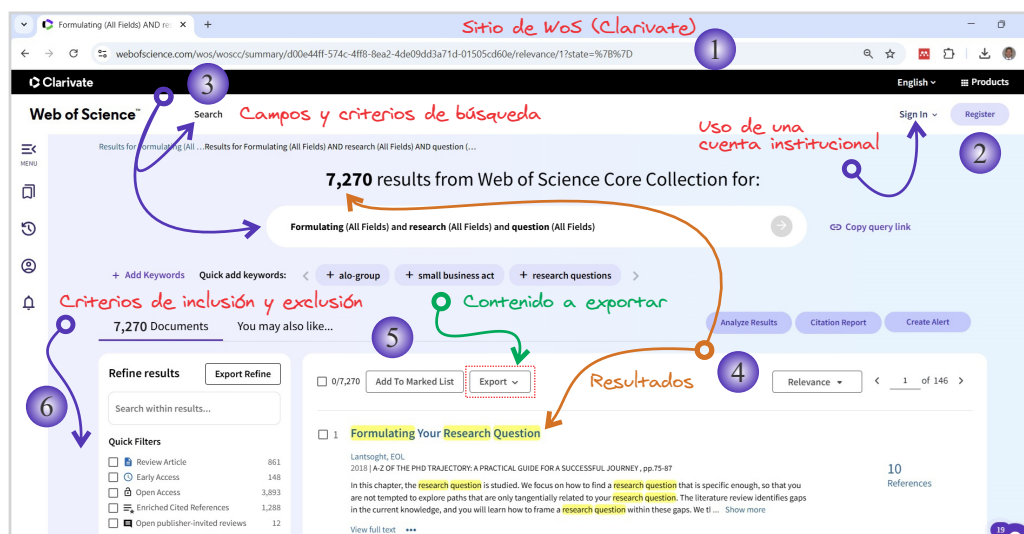 Formulating (All Fields) AND re
Sitio de WoS (Clarivate)
1
webofscience.com/wos/woscc/summary/d00e44ff-574c-4ff8-8ea2-4de09dd3a71d-01505cd60e/relevance/1?state=%7B%7D
Clarivate
3
English
Products
Web of Science™
Search
Campos y criterios de búsqueda
Uso de una
cuenta institucional
Sign In
Register
2
MENU
Results for Formulating (All ...Results for Formulating (All Fields) AND research (All Fields) AND question (...
7,270 results from Web of Science Core Collection for:
Formulating (All Fields) and research (All Fields) and question (All Fields)
Copy query link
+ Add Keywords
Quick add keywords:
+ alo-group
+ small business act
+ research questions
Criterios de inclusión y exclusión
Contenido a exportar
7,270 Documents
You may also like...
5
Analyze Results
Citation Report
Create Alert
Refine results
Export Refine
0/7,270
Add To Marked List
Export
Resultados
4
Relevance
1 of 146
6
Search within results...
1
Formulating Your Research Question
Quick Filters
Lantsoght, EOL
Review Article 861
2018 | A-Z OF THE PHD TRAJECTORY: A PRACTICAL GUIDE FOR A SUCCESSFUL JOURNEY , pp.75-87
10
References
Early Access 148
In this chapter, the research question is studied. We focus on how to find a research question that is specific enough, so that you
Open Access 3,893
are not tempted to explore paths that are only tangentially related to your research question. The literature review identifies gaps
Enriched Cited References 1,288
in the current knowledge, and you will learn how to frame a research question within these gaps. We tl ... Show more
Open publisher-invited reviews 12
View full text
19